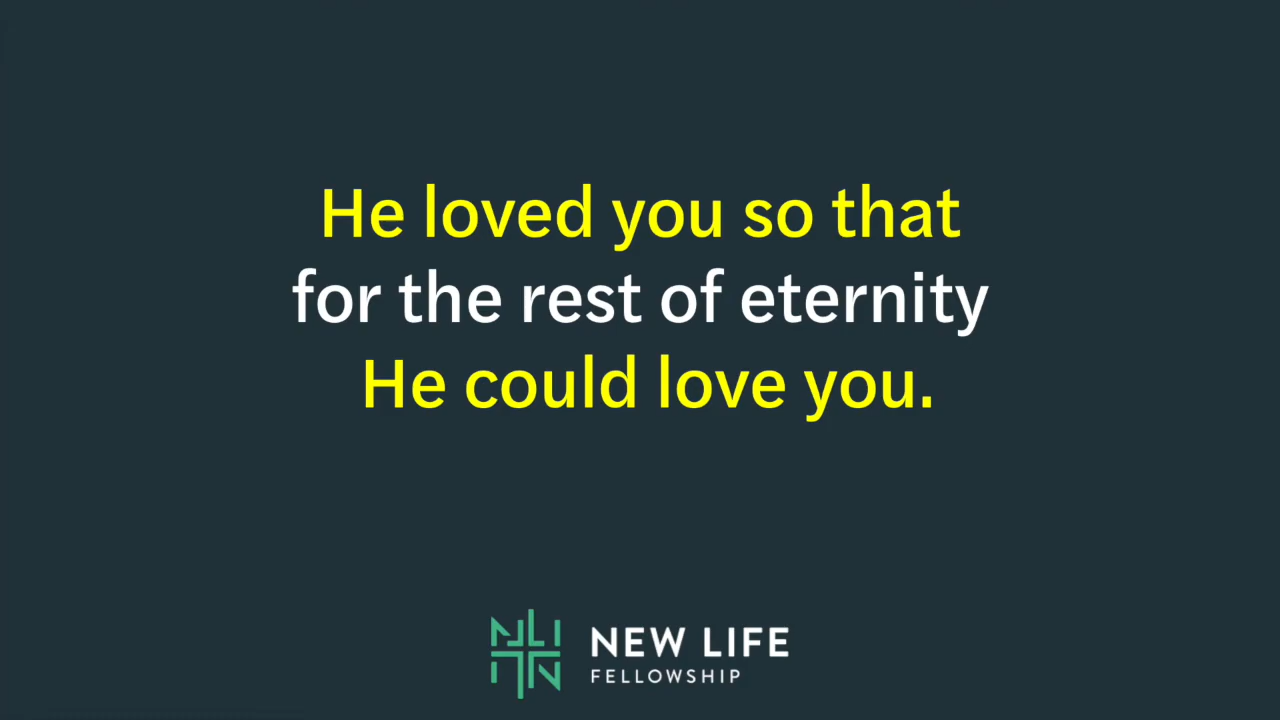 He loved you so that
for the rest of eternity
He could love you.
NEW LIFE
FELLOWSHIP